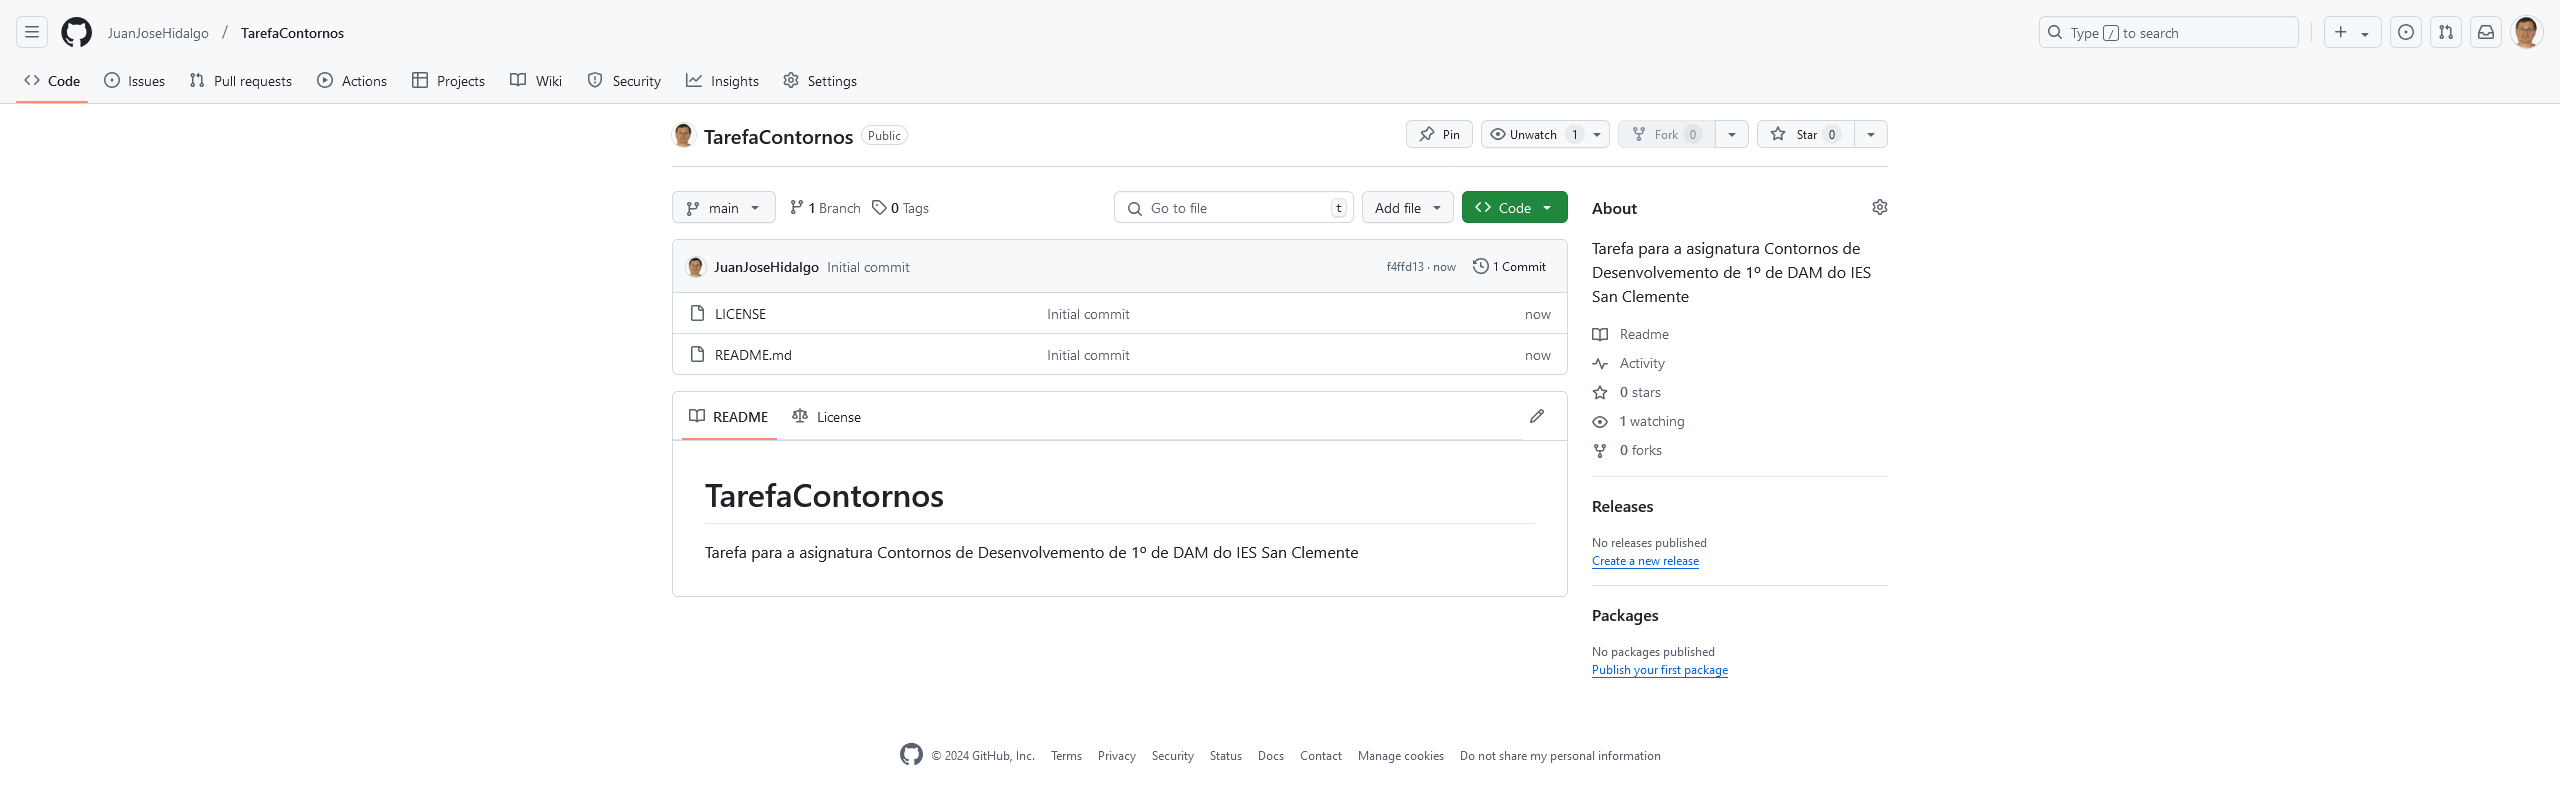 JuanJoseHidalgo / TarefaContornos
Type / to search
Code Issues Pull requests Actions Projects Wiki Security Insights Settings
TarefaContornos Public
Pin Unwatch 1 Fork 0 Star 0
main 1 Branch 0 Tags Go to file t Add file Code
JuanJoseHidalgo Initial commit f4ffd13 · now 1 Commit
LICENSE Initial commit now
README.md Initial commit now
README License
TarefaContornos
Tarefa para a asignatura Contornos de Desenvolvemento de 1º de DAM do IES San Clemente
About
Tarefa para a asignatura Contornos de
Desenvolvemento de 1º de DAM do IES
San Clemente
Readme
Activity
0 stars
1 watching
0 forks
Releases
No releases published
Create a new release
Packages
No packages published
Publish your first package
© 2024 GitHub, Inc. Terms Privacy Security Status Docs Contact Manage cookies Do not share my personal information